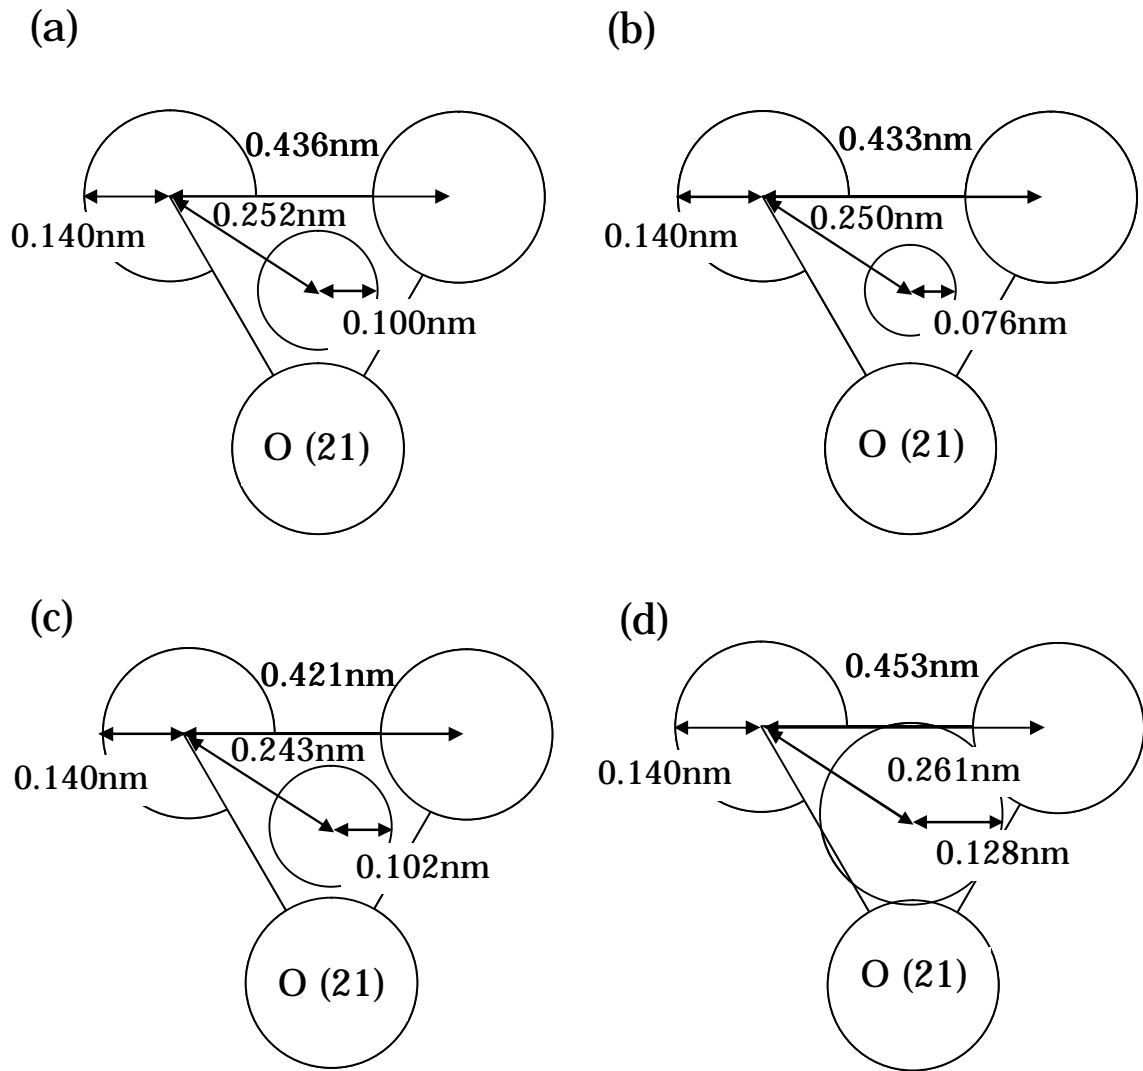 (a)
0.436nm
0.252nm
0.140nm
0.100nm
O (21)
(b)
0.433nm
0.250nm
0.140nm
0.076nm
O (21)
(c)
0.421nm
0.243nm
0.140nm
0.102nm
O (21)
(d)
0.453nm
0.261nm
0.140nm
0.128nm
O (21)